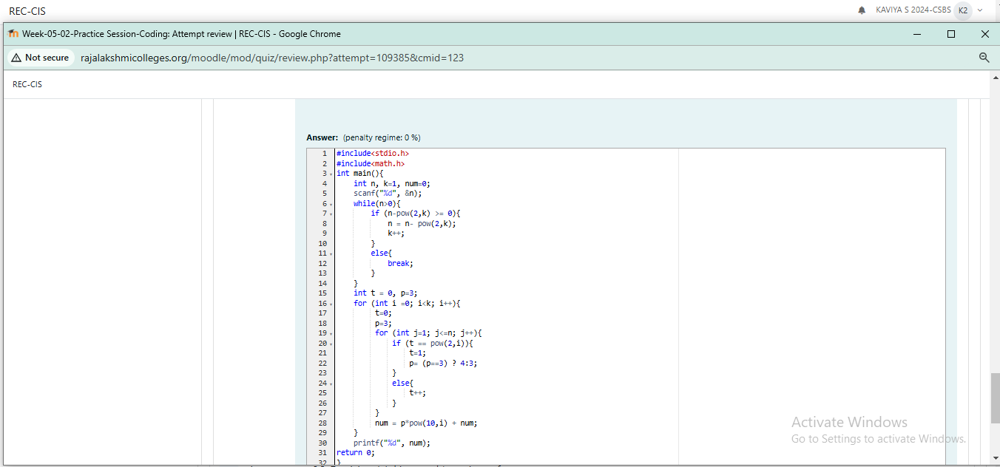 REC-CIS
KAVIYA S 2024-CSBS K2
Week-05-02-Practice Session-Coding: Attempt review | REC-CIS - Google Chrome
Not secure rajalakshmicolleges.org/moodle/mod/quiz/review.php?attempt=109385&cmid=123
REC-CIS
Answer: (penalty regime: 0 %)
1 #include<stdio.h>
2 #include<math.h>
3 int main(){
4 int n, k=1, num=0;
5 scanf("%d", &n);
6 while(n>0){
7 if (n-pow(2,k) >= 0){
8 n = n- pow(2,k);
9 k++;
10 }
11 else{
12 break;
13 }
14 }
15 int t = 0, p=3;
16 for (int i =0; i<k; i++){
17 t=0;
18 p=3;
19 for (int j=1; j<=n; j++){
20 if (t == pow(2,i)){
21 t=1;
22 p= (p==3) ? 4:3;
23 }
24 else{
25 t++;
26 }
27 }
28 num = p*pow(10,i) + num;
29 }
30 printf("%d", num);
31 return 0;
32 }
Activate Windows
Go to Settings to activate Windows.